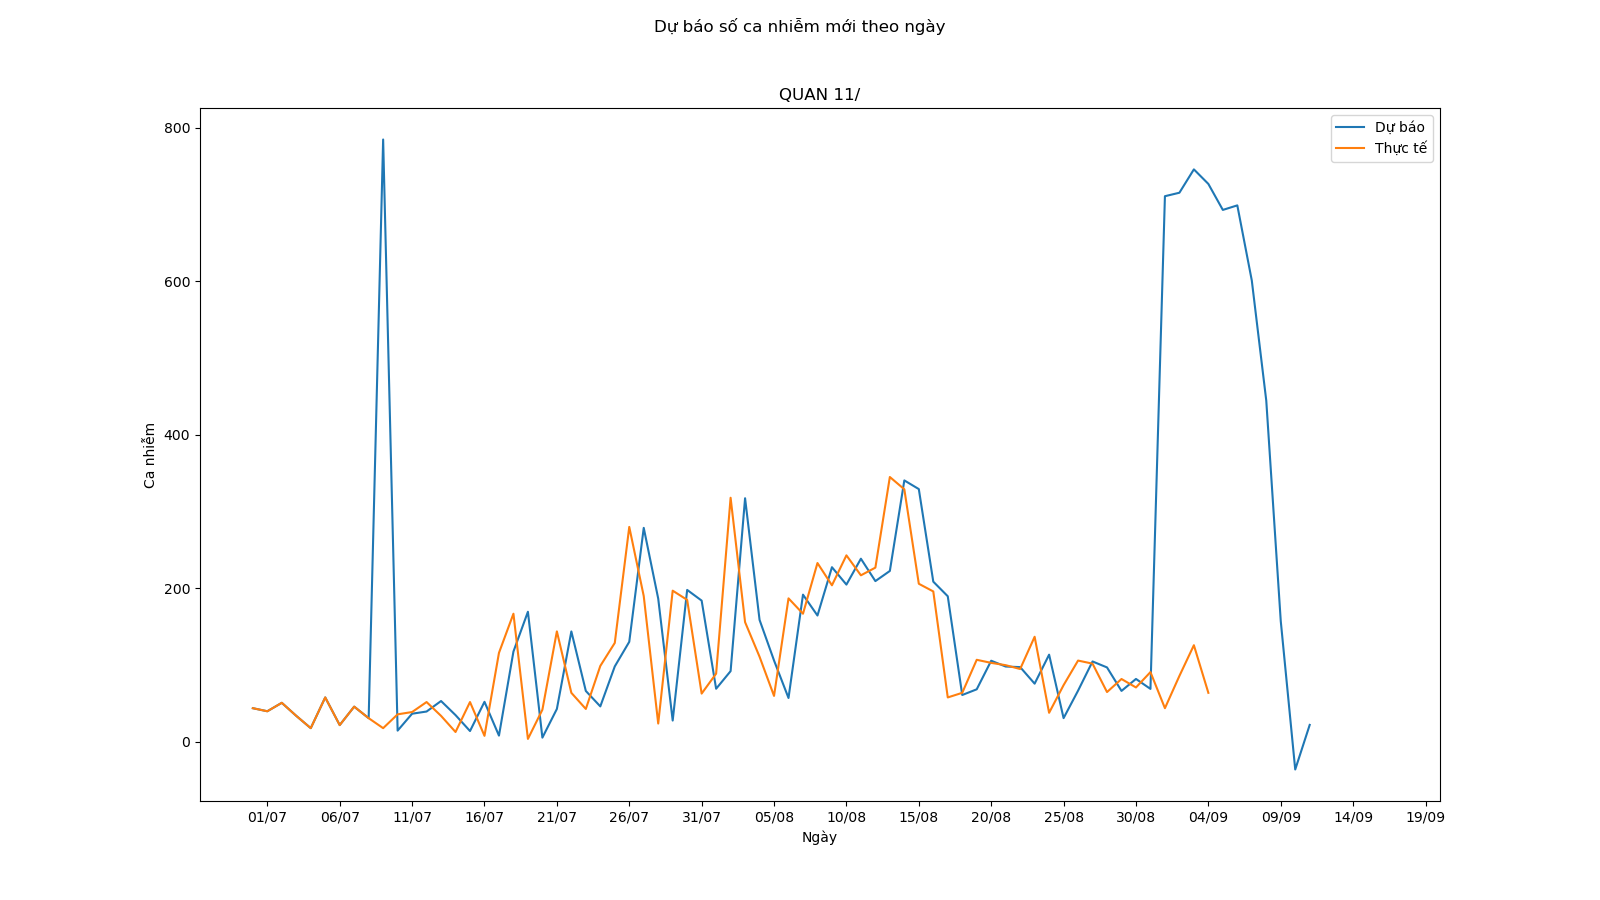 Dự báo số ca nhiễm mới theo ngày
QUAN 11/
Dự báo
Thực tế
800
600
400
200
0
Ca nhiễm
01/07 06/07 11/07 16/07 21/07 26/07 31/07 05/08 10/08 15/08 20/08 25/08 30/08 04/09 09/09 14/09 19/09
Ngày